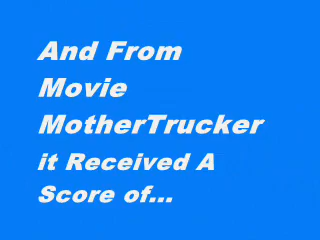 And From
Movie
MotherTrucker
it Received A
Score of...